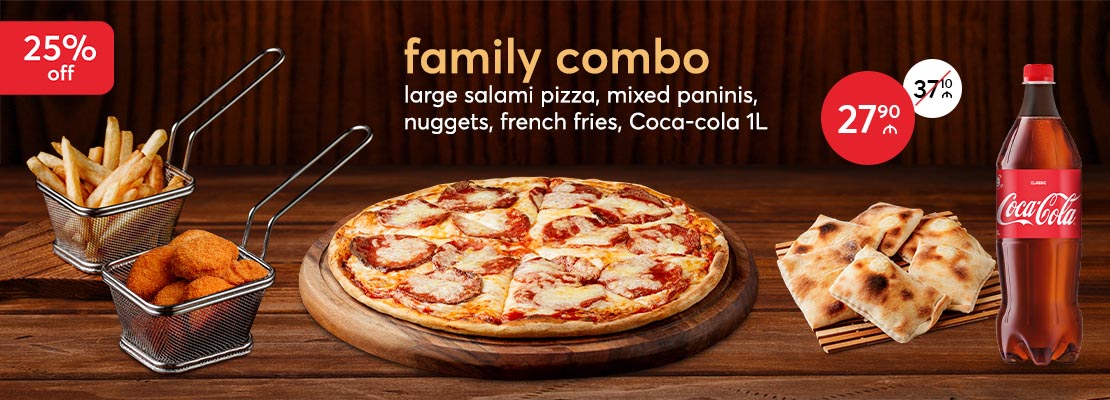 25%
off
family combo
large salami pizza, mixed paninis,
nuggets, french fries, Coca-cola 1L
27 90 ₼
37 10 ₼
CLASSIC
Coca-Cola